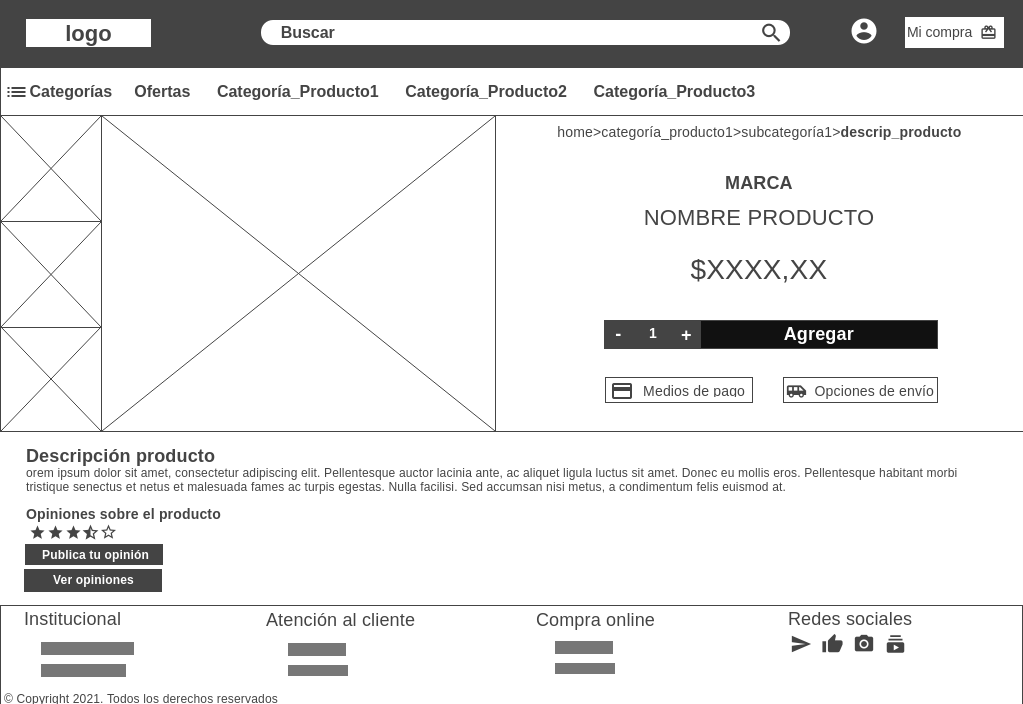 logo
Buscar
Mi compra
Categorías Ofertas Categoría_Producto1 Categoría_Producto2 Categoría_Producto3
home>categoría_producto1>subcategoría1>descrip_producto
MARCA
NOMBRE PRODUCTO
$XXXX,XX
- 1 + Agregar
Medios de pago Opciones de envío
Descripción producto
orem ipsum dolor sit amet, consectetur adipiscing elit. Pellentesque auctor lacinia ante, ac aliquet ligula luctus sit amet. Donec eu mollis eros. Pellentesque habitant morbi
tristique senectus et netus et malesuada fames ac turpis egestas. Nulla facilisi. Sed accumsan nisi metus, a condimentum felis euismod at.
Opiniones sobre el producto
Publica tu opinión
Ver opiniones
Institucional Atención al cliente Compra online Redes sociales
© Copyright 2021. Todos los derechos reservados